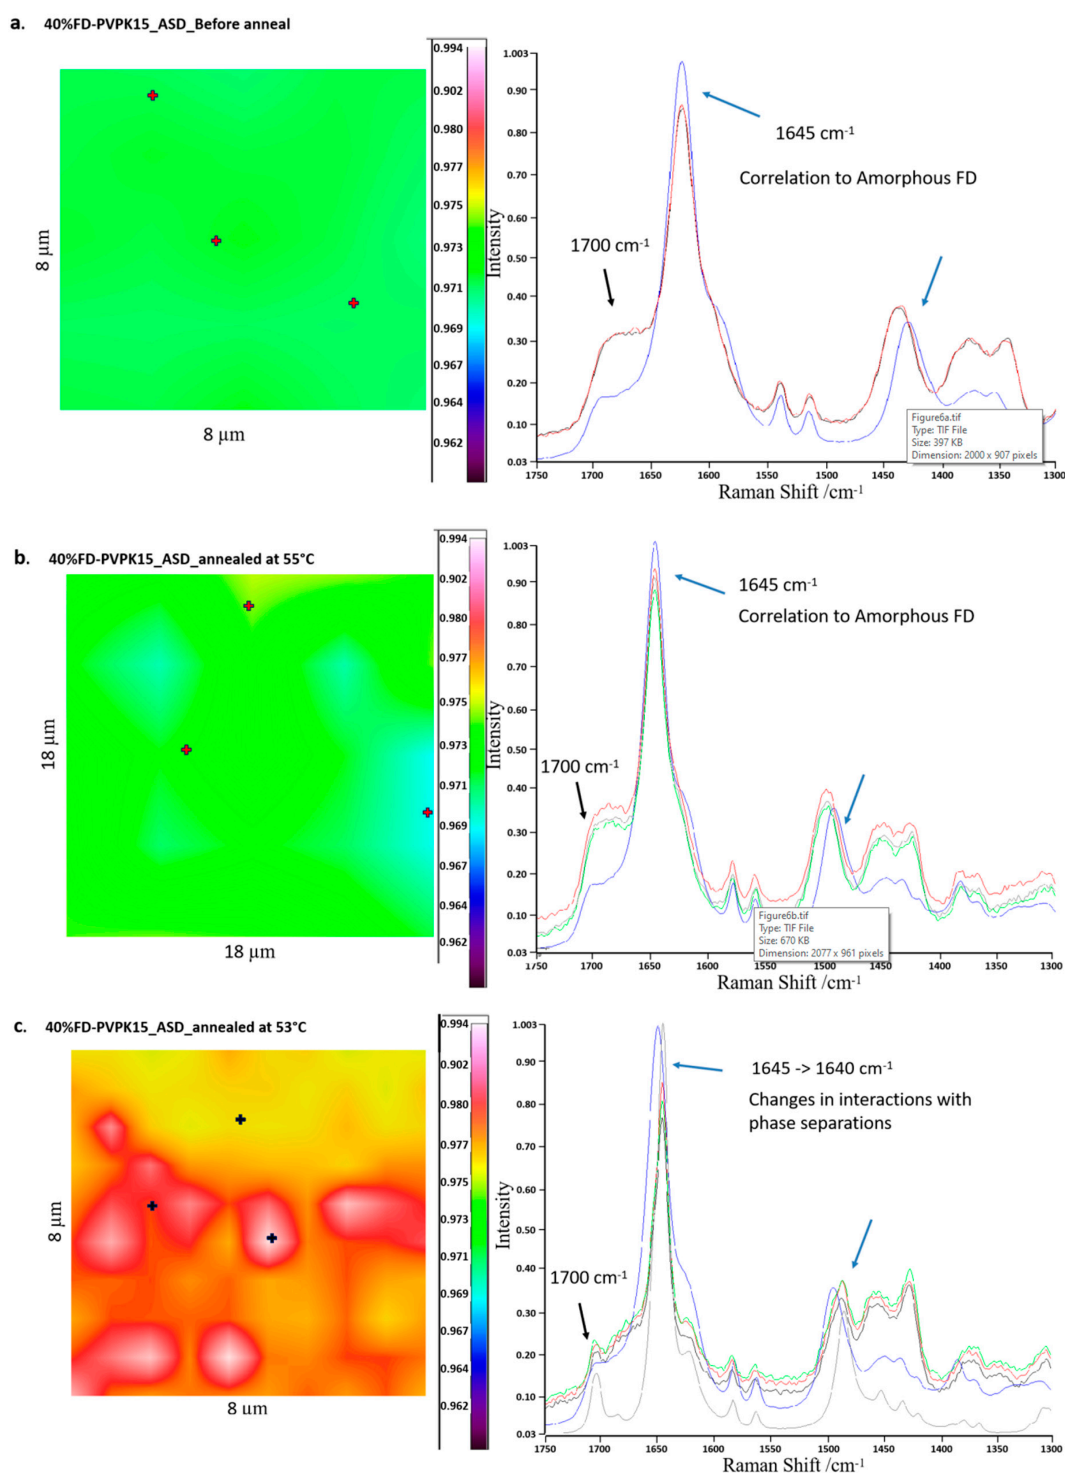 a. 40%FD-PVPK15_ASD_Before anneal
8 μm
8 μm
0.994
0.902
0.980
0.977
0.975
0.973
0.971
0.969
0.967
0.964
0.962
Intensity
1.003
0.90
0.80
0.70
0.60
0.50
0.40
0.30
0.20
0.10
0.03
1645 cm-1
Correlation to Amorphous FD
1700 cm-1
Figure6a.tif
Type: TIF File
Size: 397 KB
Dimension: 2000 x 907 pixels
1750 1700 1650 1600 1550 1500 1450 1400 1350 1300
Raman Shift /cm-1
b. 40%FD-PVPK15_ASD_annealed at 55°C
18 μm
18 μm
0.994
0.902
0.980
0.977
0.975
0.973
0.971
0.969
0.967
0.964
0.962
Intensity
1.003
0.90
0.80
0.70
0.60
0.50
0.40
0.30
0.20
0.10
0.03
1645 cm-1
Correlation to Amorphous FD
1700 cm-1
Figure6b.tif
Type: TIF File
Size: 670 KB
Dimension: 2077 x 961 pixels
1750 1700 1650 1600 1550 1500 1450 1400 1350 1300
Raman Shift /cm-1
c. 40%FD-PVPK15_ASD_annealed at 53°C
8 μm
8 μm
0.994
0.902
0.980
0.977
0.975
0.973
0.971
0.969
0.967
0.964
0.962
Intensity
1.003
0.90
0.80
0.70
0.60
0.50
0.40
0.30
0.20
0.10
0.03
1645 -> 1640 cm-1
Changes in interactions with
phase separations
1700 cm-1
1750 1700 1650 1600 1550 1500 1450 1400 1350 1300
Raman Shift /cm-1